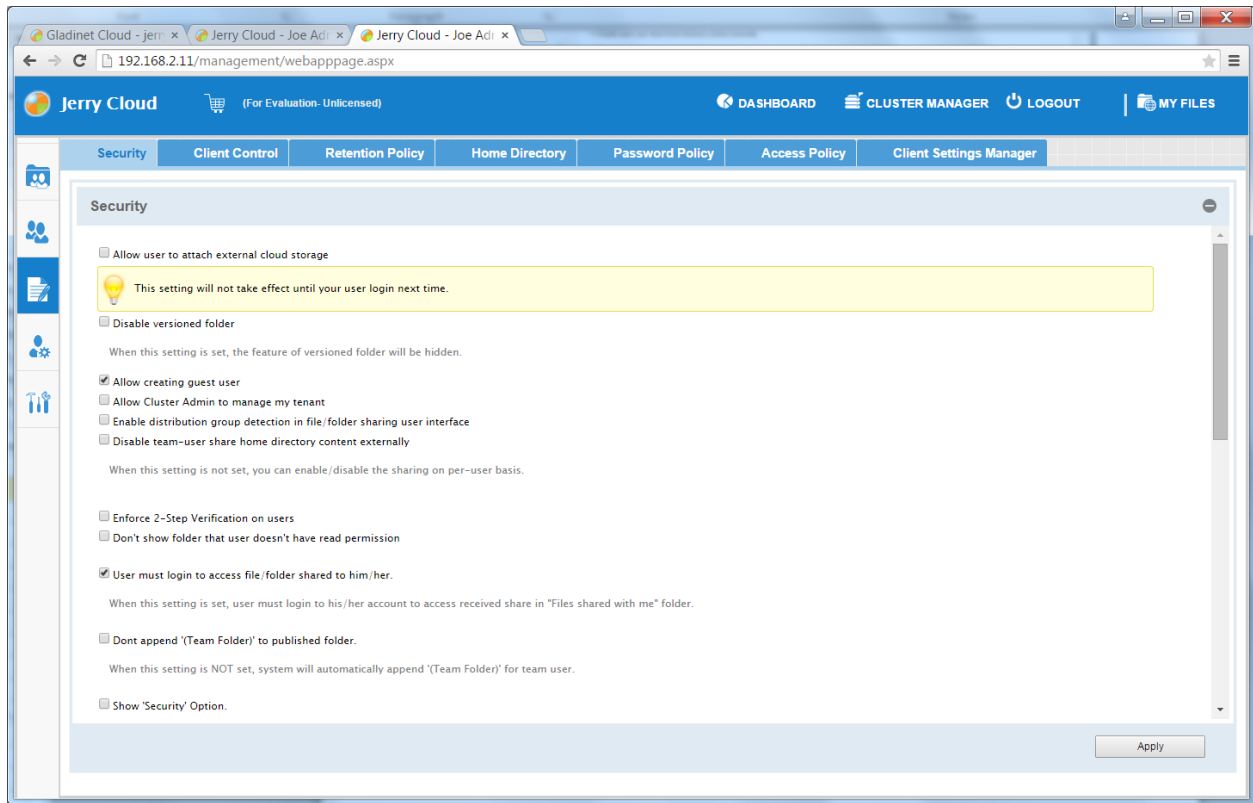 Gladinet Cloud - jerr
Jerry Cloud - Joe Adr
Jerry Cloud - Joe Adr
192.168.2.11/management/webapppage.aspx
Jerry Cloud (For Evaluation- Unlicensed) DASHBOARD CLUSTER MANAGER LOGOUT MY FILES
Security Client Control Retention Policy Home Directory Password Policy Access Policy Client Settings Manager
Security
Allow user to attach external cloud storage
This setting will not take effect until your user login next time.
Disable versioned folder
When this setting is set, the feature of versioned folder will be hidden.
Allow creating guest user
Allow Cluster Admin to manage my tenant
Enable distribution group detection in file/folder sharing user interface
Disable team-user share home directory content externally
When this setting is not set, you can enable/disable the sharing on per-user basis.
Enforce 2-Step Verification on users
Don't show folder that user doesn't have read permission
User must login to access file/folder shared to him/her.
When this setting is set, user must login to his/her account to access received share in "Files shared with me" folder.
Dont append '(Team Folder)' to published folder.
When this setting is NOT set, system will automatically append '(Team Folder)' for team user.
Show 'Security' Option.
Apply